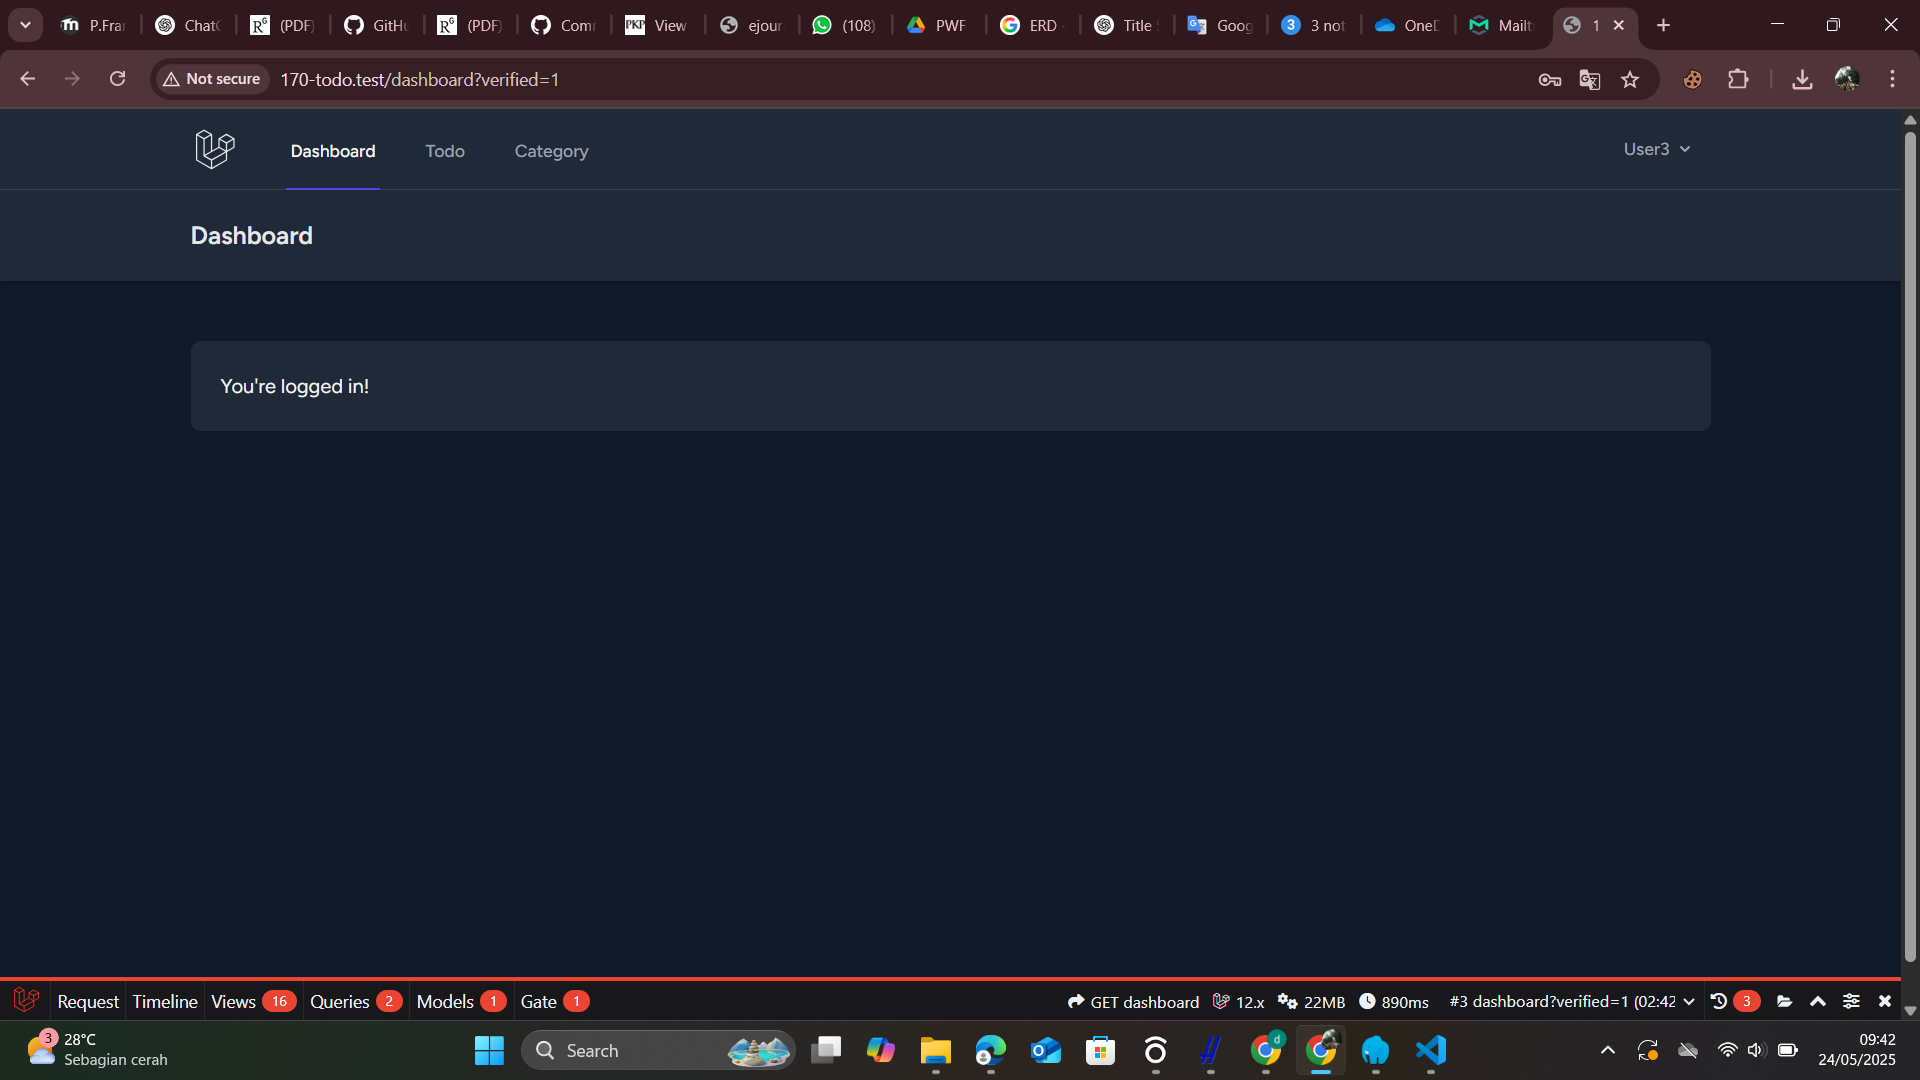 P.Frar
ChatG
(PDF)
GitHu
(PDF)
Comm
PKP View
ejour
(108)
PWF
ERD -
Title S
Goog
3 not
OneD
Mailt
1
Not secure
170-todo.test/dashboard?verified=1
Dashboard
Todo
Category
User3
Dashboard
You're logged in!
Request
Timeline
Views 16
Queries 2
Models 1
Gate 1
GET dashboard
12.x
22MB
890ms
#3 dashboard?verified=1 (02:42
3
3
28°C
Sebagian cerah
Search
09:42
24/05/2025